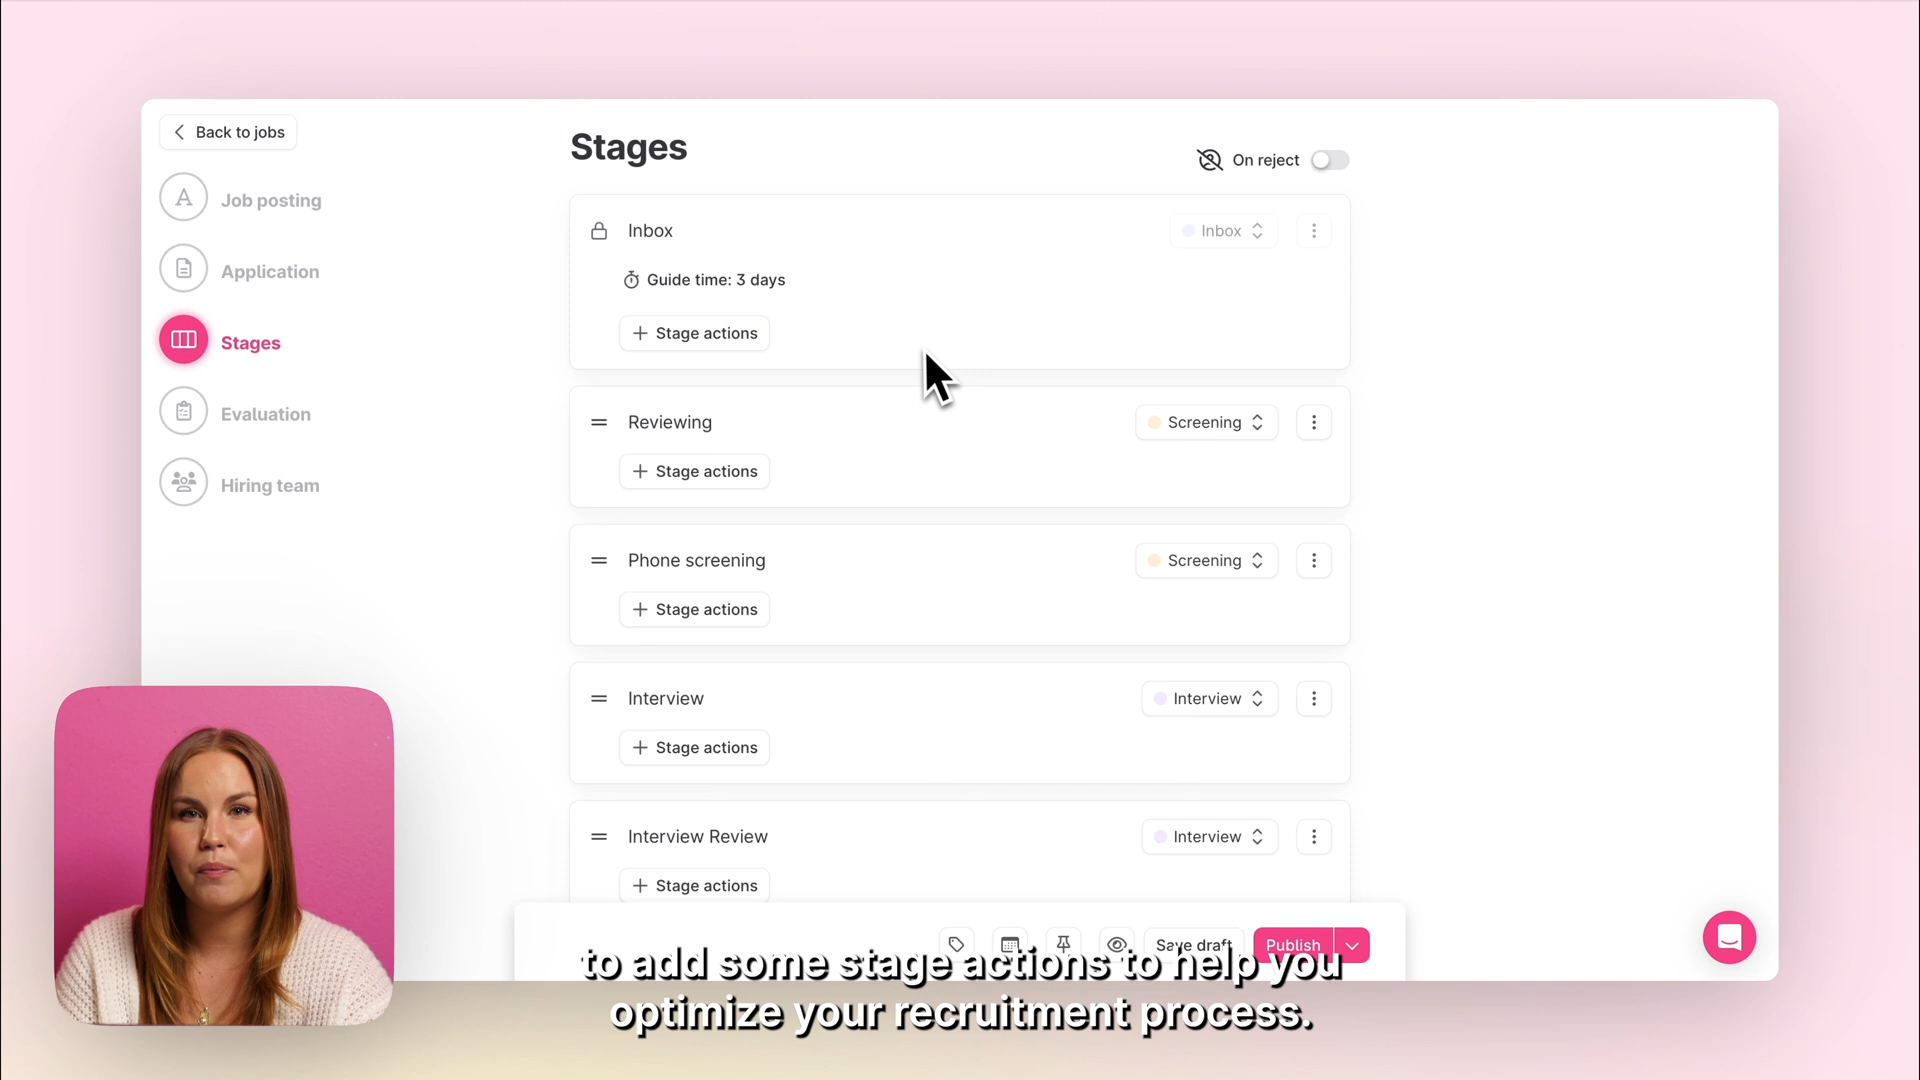 Back to jobs
Job posting
Application
Stages
Evaluation
Hiring team
Stages
On reject
Inbox
Inbox
Guide time: 3 days
Stage actions
Reviewing
Screening
Stage actions
Phone screening
Screening
Stage actions
Interview
Interview
Stage actions
Interview Review
Interview
Stage actions
Save draft
Publish
to add some stage actions to help you
optimize your recruitment process.